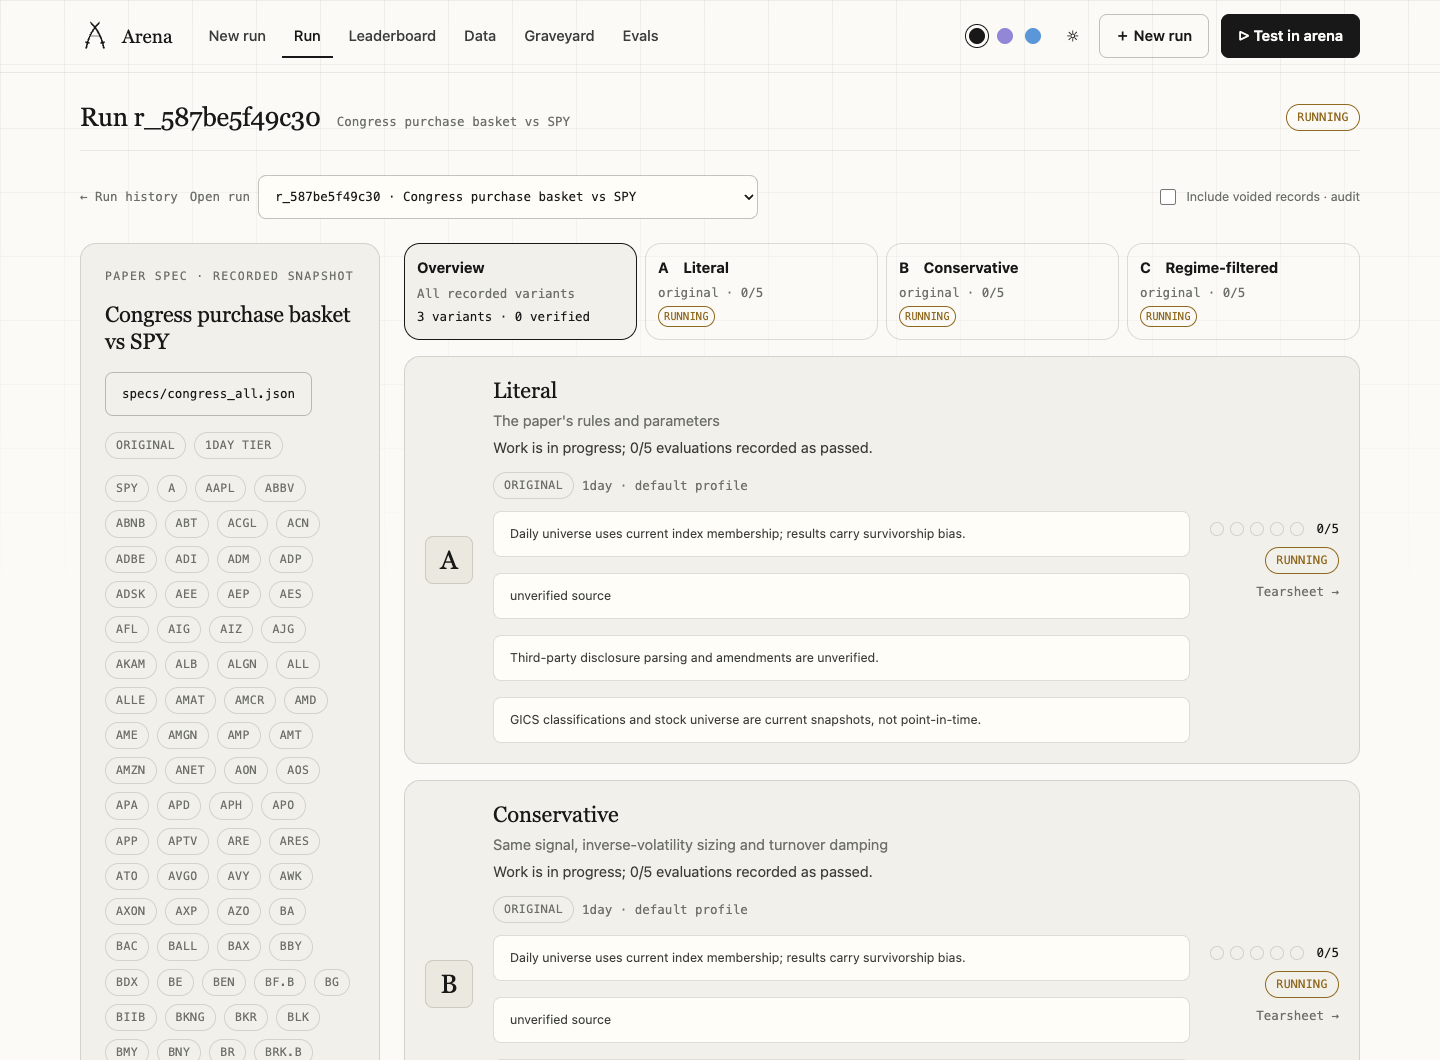 Arena
New run
Run
Leaderboard
Data
Graveyard
Evals
+ New run
Test in arena
Run r_587be5f49c30
Congress purchase basket vs SPY
RUNNING
← Run history
Open run
r_587be5f49c30 · Congress purchase basket vs SPY
Include voided records · audit
PAPER SPEC · RECORDED SNAPSHOT
Congress purchase basket
vs SPY
specs/congress_all.json
ORIGINAL 1DAY TIER
SPY A AAPL ABBV
ABNB ABT ACGL ACN
ADBE ADI ADM ADP
ADSK AEE AEP AES
AFL AIG AIZ AJG
AKAM ALB ALGN ALL
ALLE AMAT AMCR AMD
AME AMGN AMP AMT
AMZN ANET AON AOS
APA APD APH APO
APP APTV ARE ARES
ATO AVGO AVY AWK
AXON AXP AZO BA
BAC BALL BAX BBY
BDX BE BEN BF.B BG
BIIB BKNG BKR BLK
BMY BNY BR BRK.B
Overview
All recorded variants
3 variants · 0 verified
A Literal
original · 0/5
RUNNING
B Conservative
original · 0/5
RUNNING
C Regime-filtered
original · 0/5
RUNNING
A
Literal
The paper's rules and parameters
Work is in progress; 0/5 evaluations recorded as passed.
ORIGINAL 1day · default profile
Daily universe uses current index membership; results carry survivorship bias.
unverified source
Third-party disclosure parsing and amendments are unverified.
GICS classifications and stock universe are current snapshots, not point-in-time.
0/5
RUNNING
Tearsheet →
B
Conservative
Same signal, inverse-volatility sizing and turnover damping
Work is in progress; 0/5 evaluations recorded as passed.
ORIGINAL 1day · default profile
Daily universe uses current index membership; results carry survivorship bias.
unverified source
0/5
RUNNING
Tearsheet →